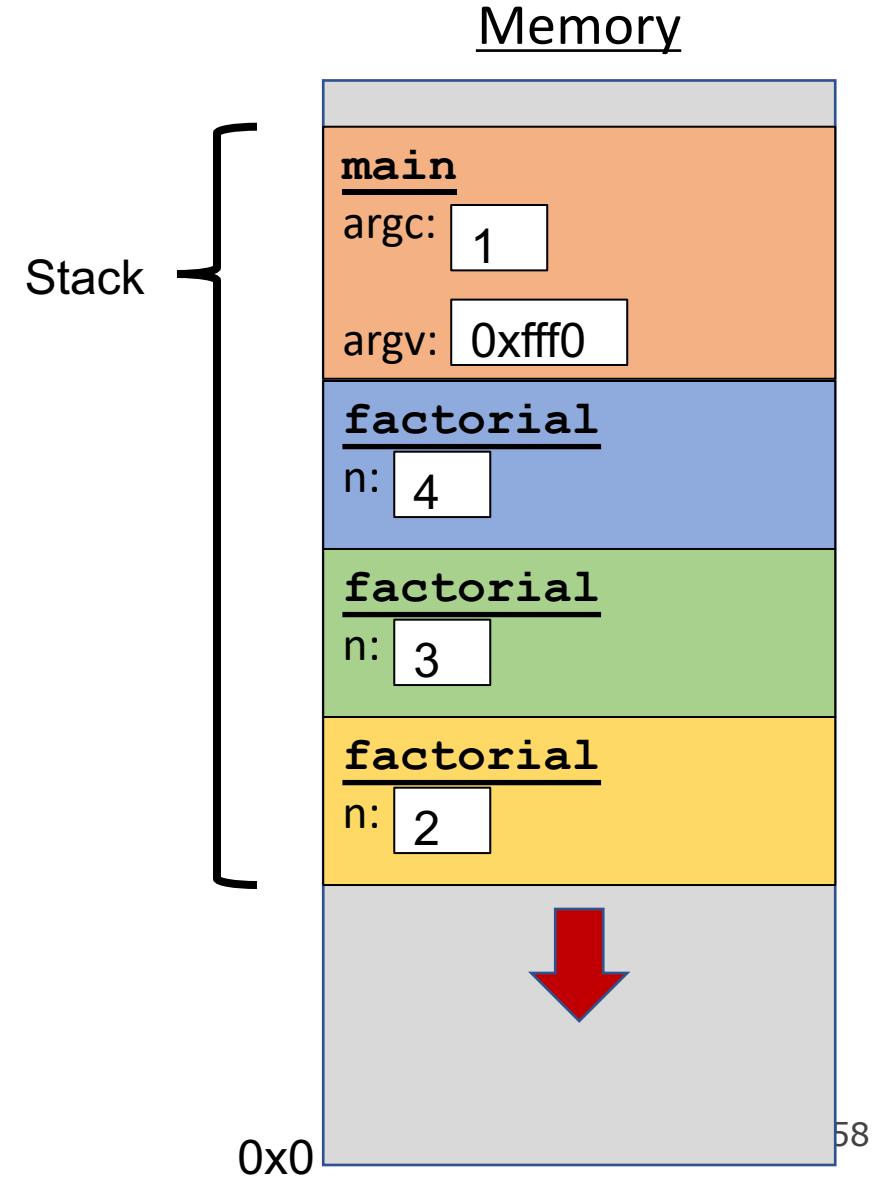 Memory
main
argc: 1
Stack
argv: 0xfff0
factorial
n: 4
factorial
n: 3
factorial
n: 2
58
0x0